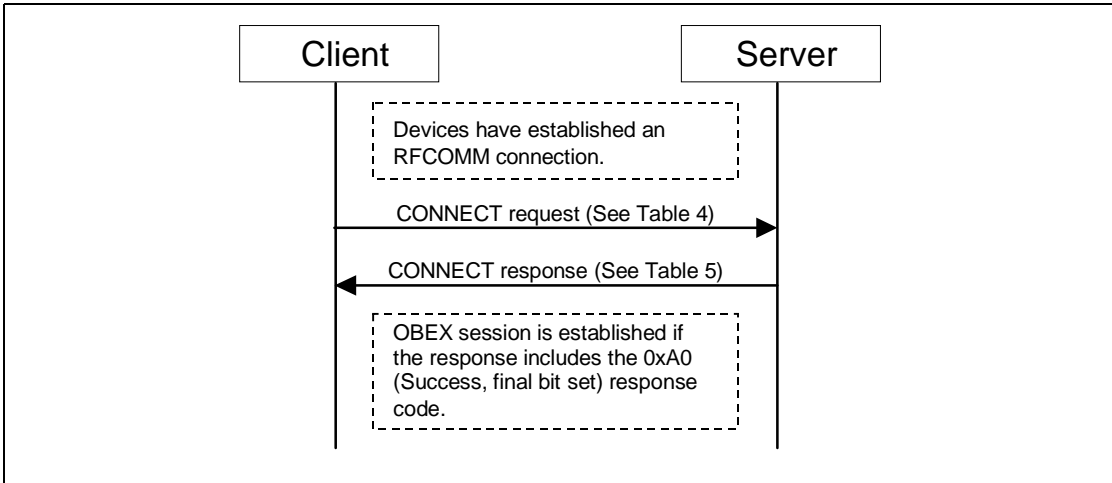 Client
Server
Devices have established an
RFCOMM connection.
CONNECT request (See Table 4)
CONNECT response (See Table 5)
OBEX session is established if
the response includes the 0xA0
(Success, final bit set) response
code.